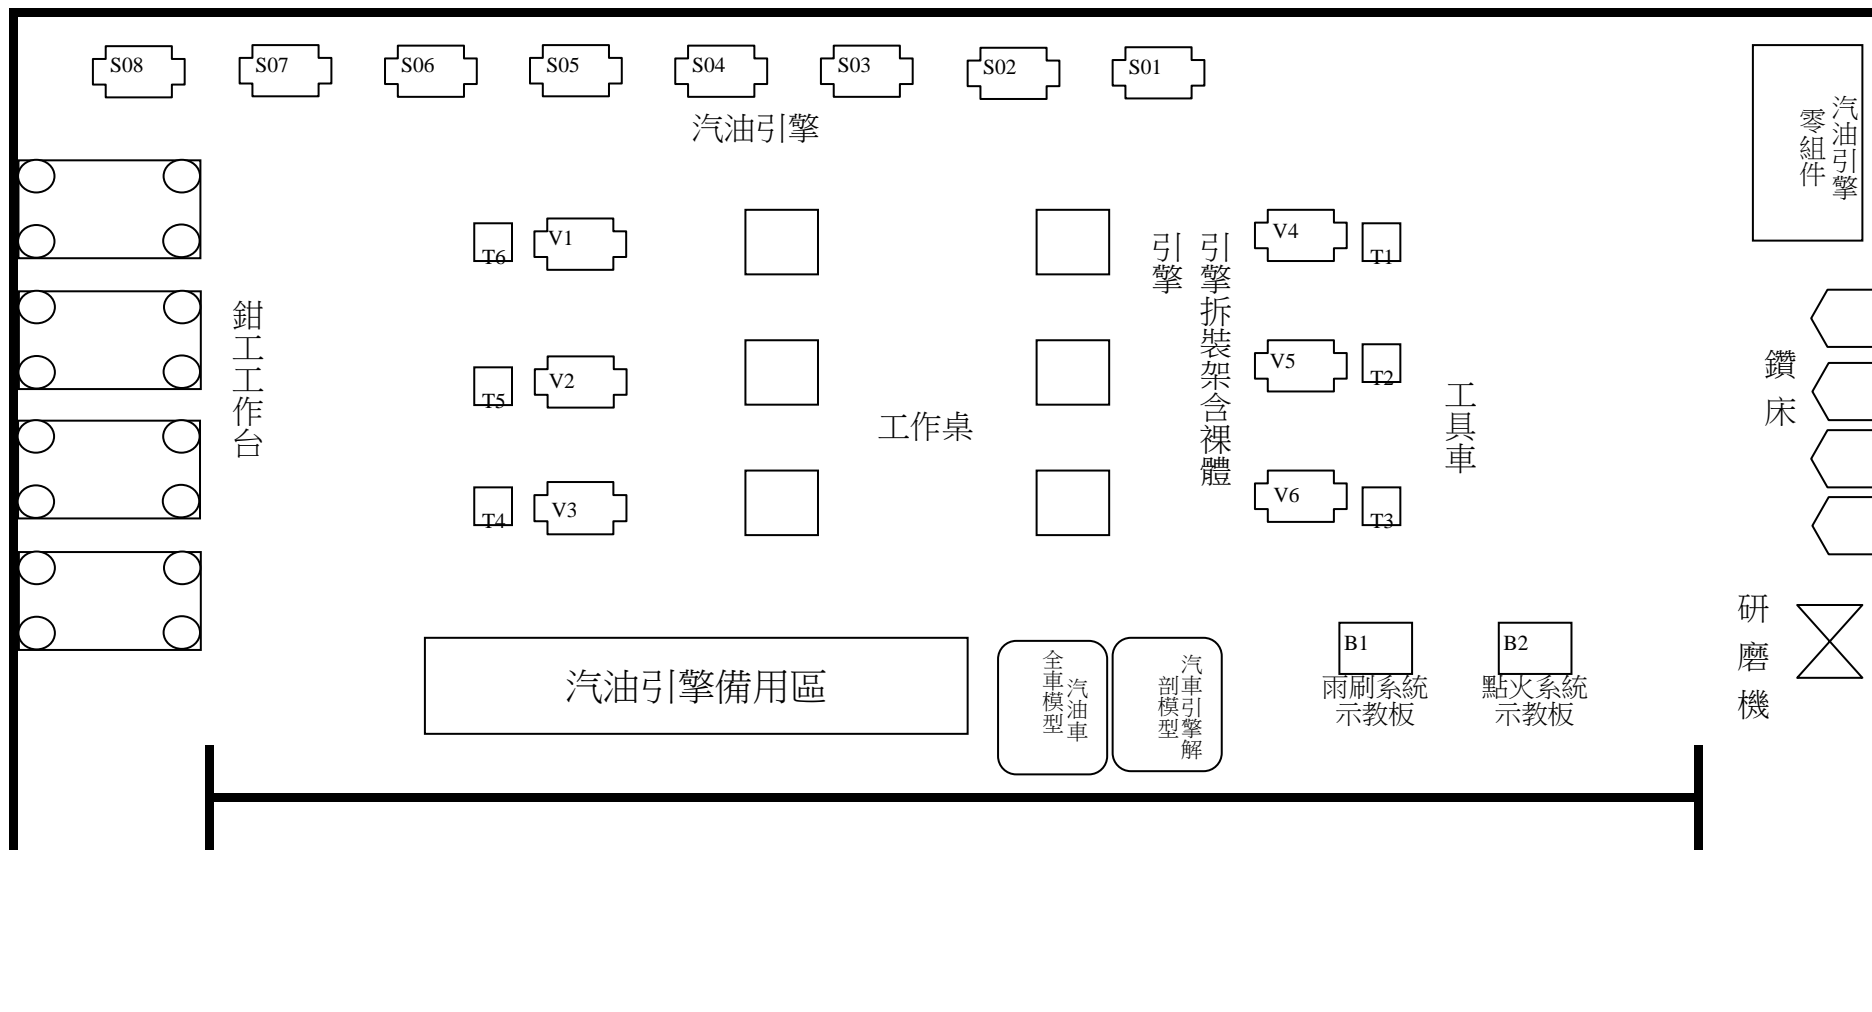 S08
S07
S06
S05
S04
S03
S02
S01
汽油引擎
汽油引擎
零組件
T6
V1
V4
T1
引擎拆裝架含裸體
引擎
鉗工工作台
T5
V2
V5
T2
工作桌
工具車
鑽床
T4
V3
V6
T3
研磨機
汽油引擎備用區
汽油車
全車模型
汽車引擎解
剖模型
B1
雨刷系統
示教板
B2
點火系統
示教板